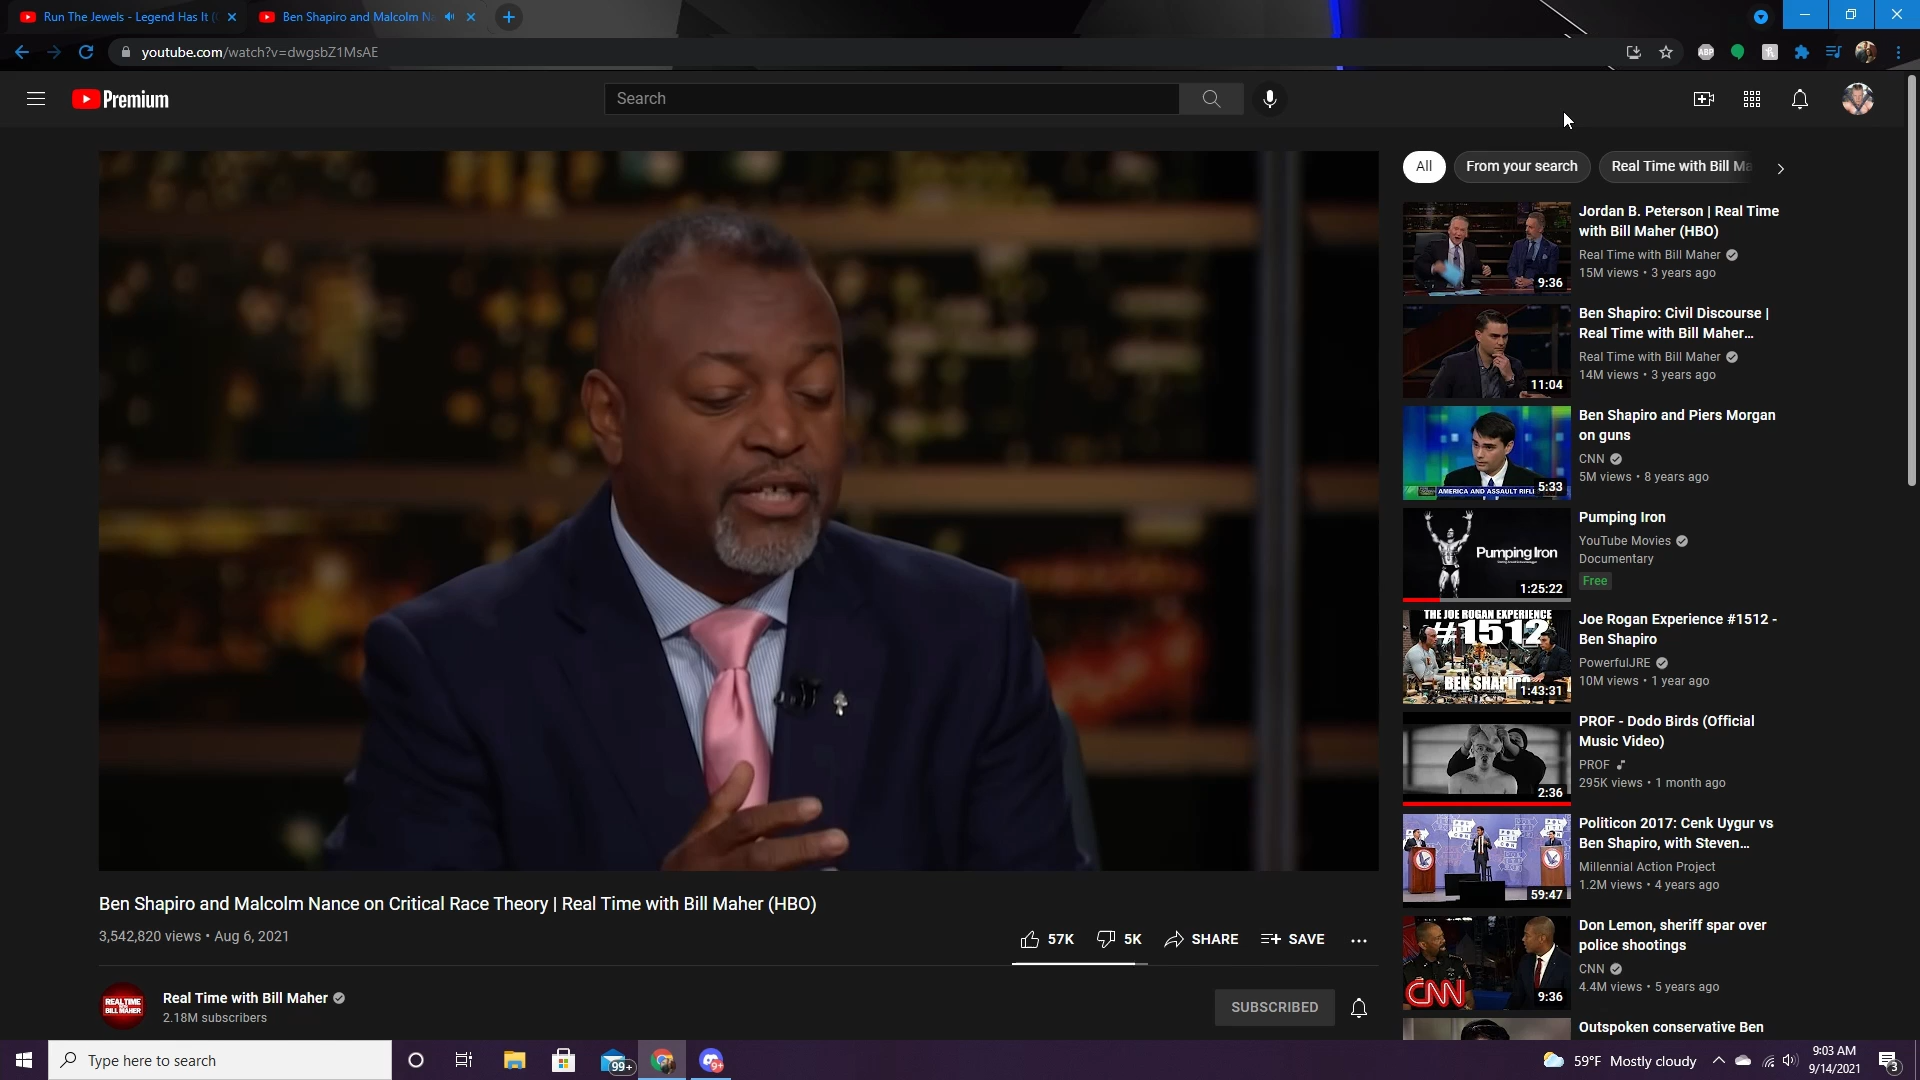 Run The Jewels - Legend Has It (
Ben Shapiro and Malcolm N
youtube.com/watch?v=dwgsbZ1MsAE
ABP
Premium
Search
All
From your search
Real Time with Bill Ma
Jordan B. Peterson | Real Time
with Bill Maher (HBO)
Real Time with Bill Maher
15M views • 3 years ago
9:36
Ben Shapiro: Civil Discourse |
Real Time with Bill Maher...
Real Time with Bill Maher
14M views • 3 years ago
11:04
Ben Shapiro and Piers Morgan
on guns
CNN
5M views • 8 years ago
AMERICA AND ASSAULT RIFL
5:33
Pumping Iron
YouTube Movies
Documentary
Free
Pumping Iron
1:25:22
THE JOE ROGAN EXPERIENCE
#1512
BEN SHAPIRO
1:43:31
Joe Rogan Experience #1512 -
Ben Shapiro
PowerfulJRE
10M views • 1 year ago
PROF - Dodo Birds (Official
Music Video)
PROF
295K views • 1 month ago
2:36
Politicon 2017: Cenk Uygur vs
Ben Shapiro, with Steven...
Millennial Action Project
1.2M views • 4 years ago
59:47
Don Lemon, sheriff spar over
police shootings
CNN
4.4M views • 5 years ago
CNN
9:36
Outspoken conservative Ben
Ben Shapiro and Malcolm Nance on Critical Race Theory | Real Time with Bill Maher (HBO)
3,542,820 views • Aug 6, 2021
57K
5K
SHARE
SAVE
REAL TIME
BILL MAHER
Real Time with Bill Maher
2.18M subscribers
SUBSCRIBED
Type here to search
99+
9+
59°F Mostly cloudy
9:03 AM
9/14/2021
3